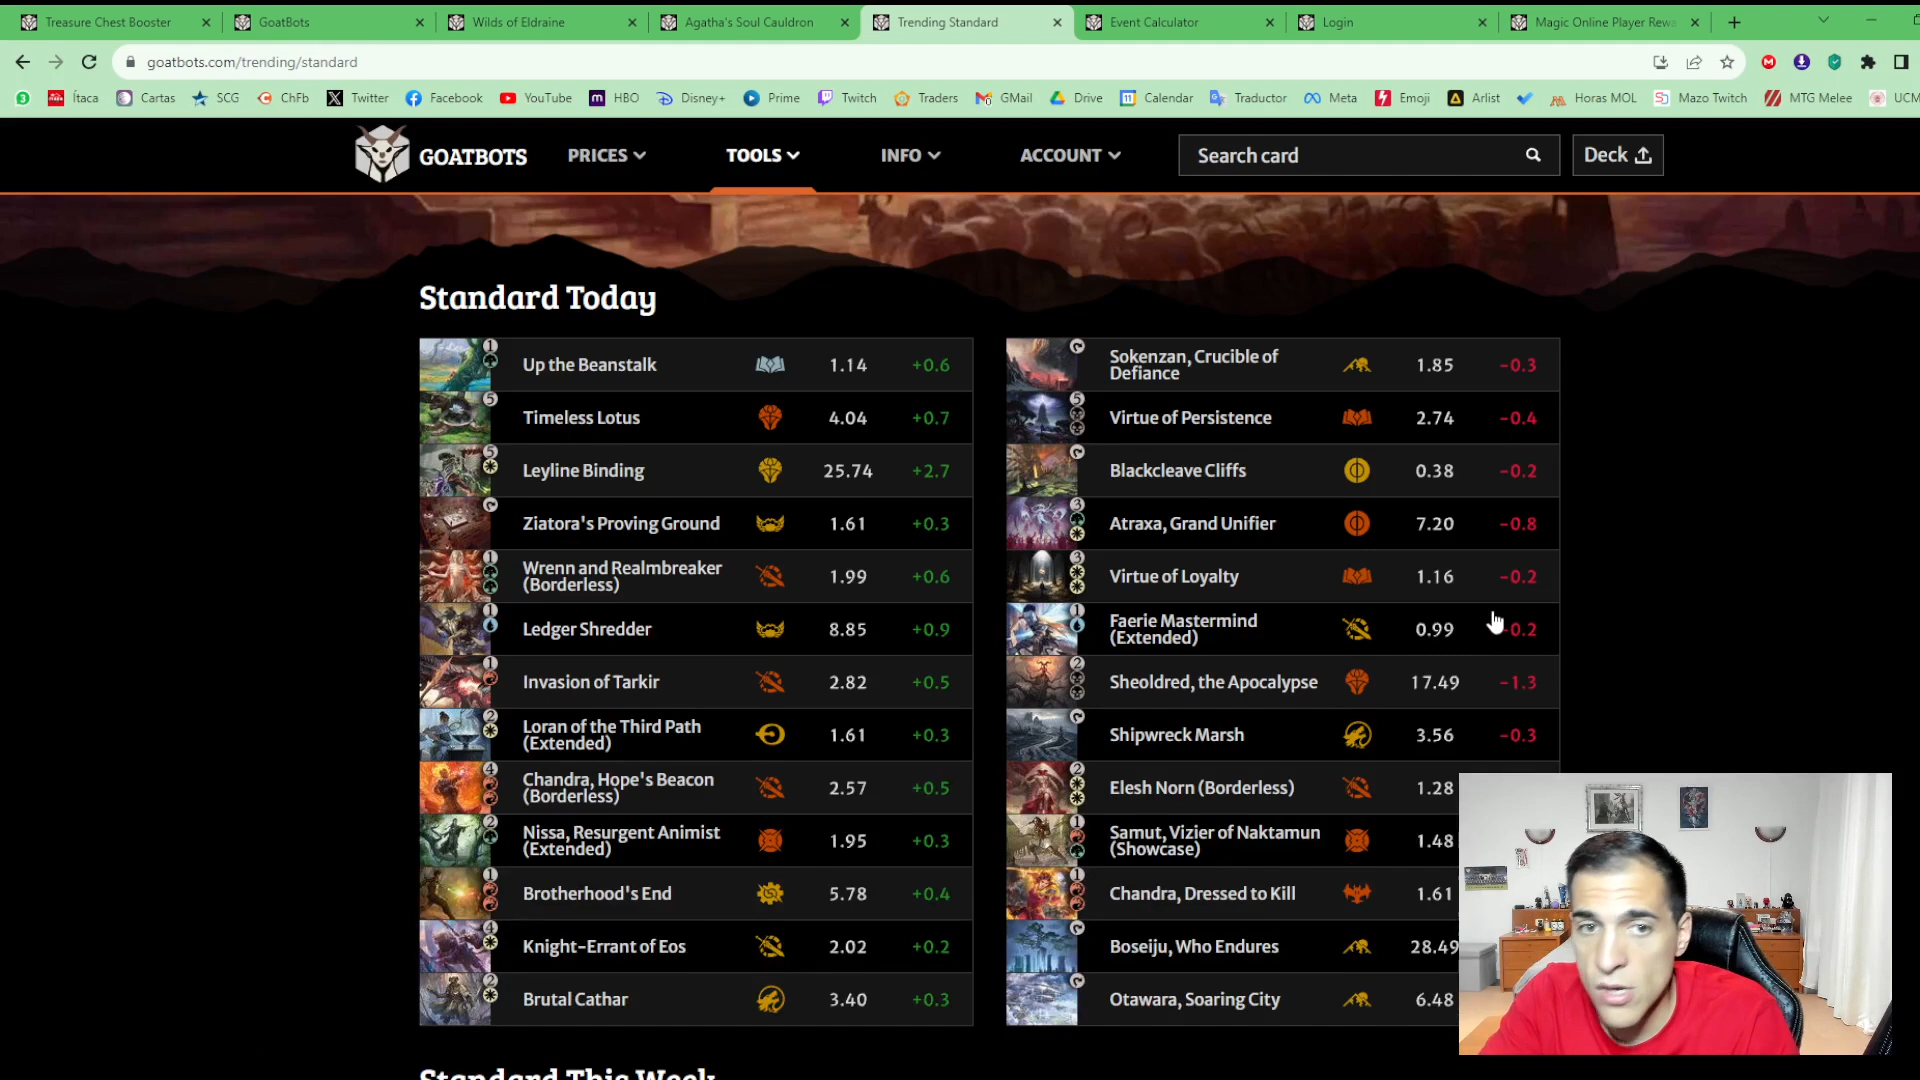 Treasure Chest Booster
GoatBots
Wilds of Eldraine
Agatha's Soul Cauldron
Trending Standard
Event Calculator
Login
Magic Online Player Rewa
goatbots.com/trending/standard
3
Ítaca
Cartas
SCG
ChFb
Twitter
Facebook
YouTube
HBO
Disney+
Prime
Twitch
Traders
GMail
Drive
Calendar
Traductor
Meta
Emoji
Arlist
Horas MOL
Mazo Twitch
MTG Melee
UCM
GOATBOTS
PRICES
TOOLS
INFO
ACCOUNT
Search card
Deck
Standard Today
Up the Beanstalk 1.14 +0.6
Timeless Lotus 4.04 +0.7
Leyline Binding 25.74 +2.7
Ziatora's Proving Ground 1.61 +0.3
Wrenn and Realmbreaker
(Borderless) 1.99 +0.6
Ledger Shredder 8.85 +0.9
Invasion of Tarkir 2.82 +0.5
Loran of the Third Path
(Extended) 1.61 +0.3
Chandra, Hope's Beacon
(Borderless) 2.57 +0.5
Nissa, Resurgent Animist
(Extended) 1.95 +0.3
Brotherhood's End 5.78 +0.4
Knight-Errant of Eos 2.02 +0.2
Brutal Cathar 3.40 +0.3
Sokenzan, Crucible of
Defiance 1.85 -0.3
Virtue of Persistence 2.74 -0.4
Blackcleave Cliffs 0.38 -0.2
Atraxa, Grand Unifier 7.20 -0.8
Virtue of Loyalty 1.16 -0.2
Faerie Mastermind
(Extended) 0.99 -0.2
Sheoldred, the Apocalypse 17.49 -1.3
Shipwreck Marsh 3.56 -0.3
Elesh Norn (Borderless) 1.28
Samut, Vizier of Naktamun
(Showcase) 1.48
Chandra, Dressed to Kill 1.61
Boseiju, Who Endures 28.49
Otawara, Soaring City 6.48
Standard This Week